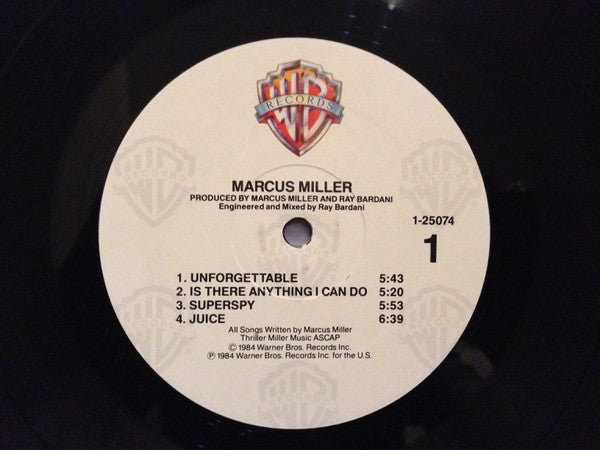 WB
RECORDS
MARCUS MILLER
PRODUCED BY MARCUS MILLER AND RAY BARDANI
Engineered and Mixed by Ray Bardani
1-25074
1
1. UNFORGETTABLE 5:43
2. IS THERE ANYTHING I CAN DO 5:20
3. SUPERSPY 5:53
4. JUICE 6:39
All Songs Written by Marcus Miller
Thriller Miller Music ASCAP
© 1984 Warner Bros. Records Inc.
℗ 1984 Warner Bros. Records Inc. for the U.S.